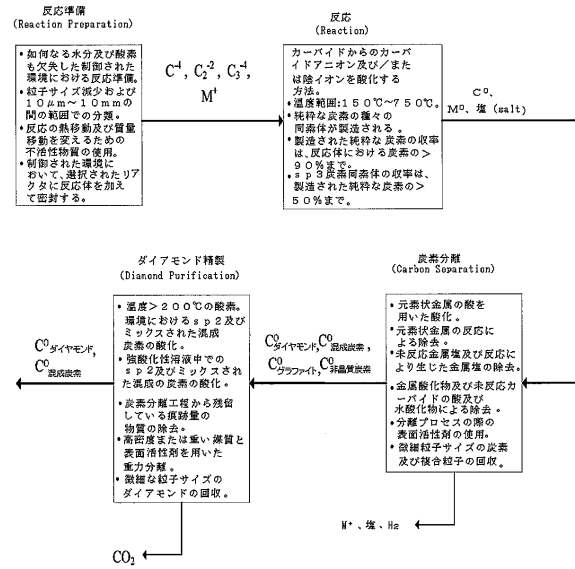 反応準備
(Reaction Preparation)
• 如何なる水分及び酸素
も欠失した制御された
環境における反応準備。
• 粒子サイズ減少および
10μm~10mmの
間の範囲での分類。
• 反応の熱移動及び質量
移動を変えるための
不活性物質の使用。
• 制御された環境に
おいて、選択されたリア
クタに反応体を加え
て密封する。
C⁻⁴, C₂⁻², C₃⁻⁴,
M⁺
反応
(Reaction)
カーバイドからのカーバ
イドアニオン及び/または
は陰イオンを酸化する
方法。
• 温度範囲:150℃~750℃。
• 純粋な炭素の種々の
同素体が製造される。
• 製造された純粋な炭素の収率
は、反応体における炭素の>
90%まで。
• sp3炭素同素体の収率は、
製造された純粋な炭素の>
50%まで。
C⁰,
M⁰、塩 (salt)
炭素分離
(Carbon Separation)
• 元素状金属の酸を
用いた酸化。
• 元素状金属の反応に
よる除去。
• 未反応金属塩及び反応に
より生じた金属塩の除去。
• 金属酸化物及び未反応カ
ーバイドの酸及び
水酸化物による除去。
• 分離プロセスの際の
表面活性剤の使用。
• 微細粒子サイズの炭素
及び複合粒子の回収。
M⁺、塩、H₂
C⁰ダイヤモンド, C⁰混成炭素,
C⁰グラファイト, C⁰非晶質炭素
ダイアモンド精製
(Diamond Purification)
• 温度>200℃の酸素。
環境におけるsp2及び
ミックスされた混成
炭素の酸化。
• 強酸化性溶液中での
sp2及びミックスされた
混成の炭素の酸化。
• 炭素分離工程から残留
している痕跡量の
物質の除去。
• 高密度または重い媒質と
表面活性剤を用いた
重力分離。
• 微細な粒子サイズの
ダイアモンドの回収。
C⁰ダイヤモンド,
C⁰混成炭素
CO₂